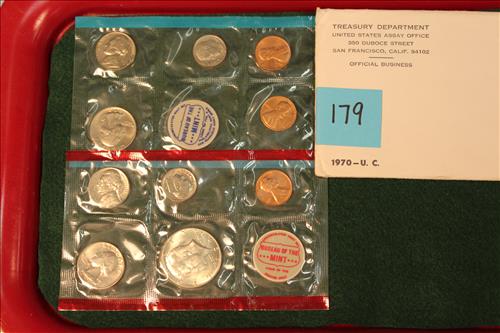 TREASURY DEPARTMENT
UNITED STATES ASSAY OFFICE
350 DUBOCE STREET
SAN FRANCISCO, CALIF. 94102
OFFICIAL BUSINESS
179
1970—U. C.
BUREAU OF THE
MINT
BUREAU OF THE
MINT